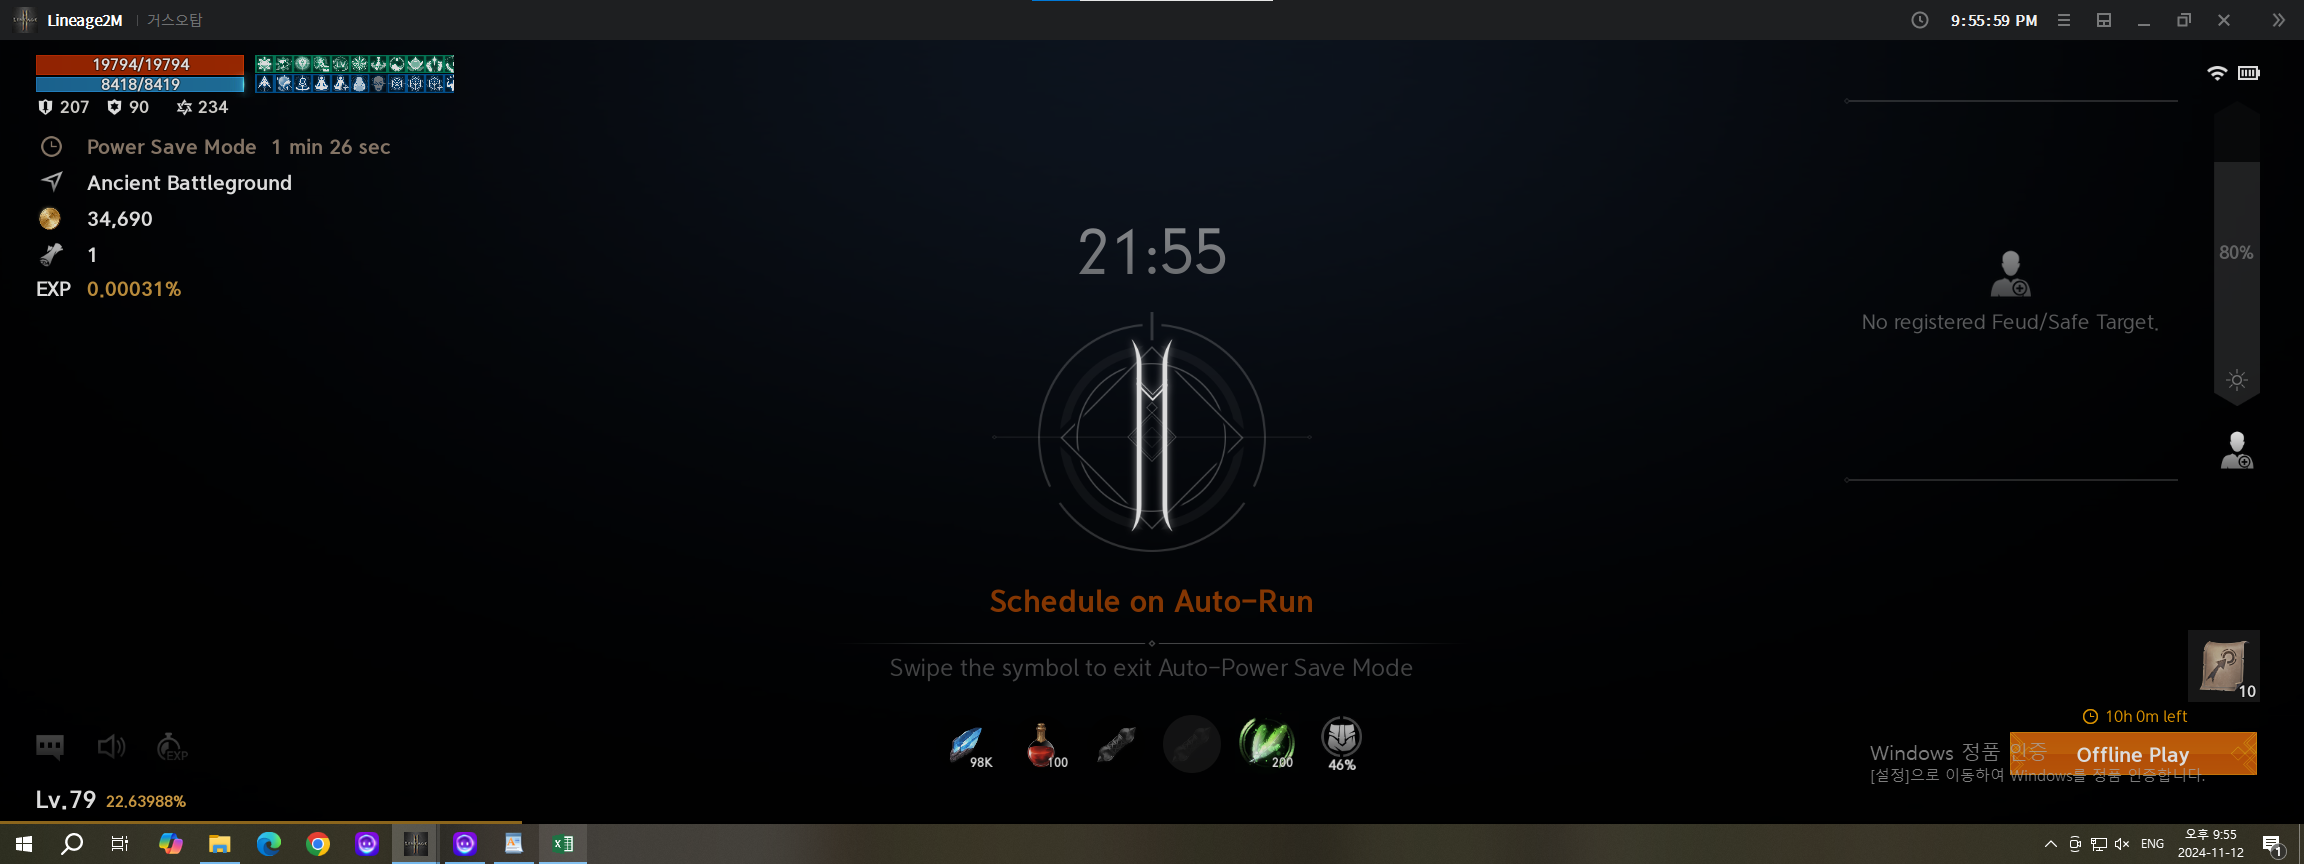 Lineage2M | 거스오탑
9:55:59 PM
19794/19794
8418/8419
207 90 234
Power Save Mode 1 min 26 sec
Ancient Battleground
34,690
1
EXP 0.00031%
21:55
80%
No registered Feud/Safe Target.
Schedule on Auto-Run
Swipe the symbol to exit Auto-Power Save Mode
10
10h 0m left
98K 100 200 46%
Offline Play
Windows 정품 인증
[설정]으로 이동하여 Windows를 정품 인증합니다.
EXP
Lv.79 22.63988%
ENG
오후 9:55
2024-11-12
1